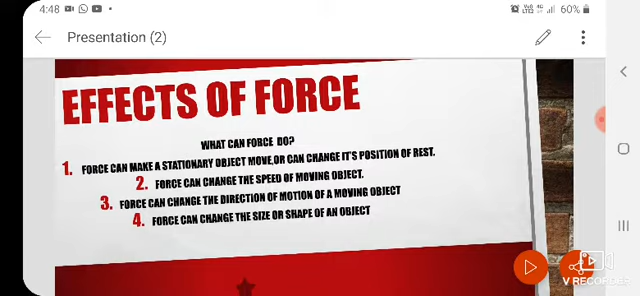 4:48
60%
Presentation (2)
EFFECTS OF FORCE
WHAT CAN FORCE DO?
1. FORCE CAN MAKE A STATIONARY OBJECT MOVE,OR CAN CHANGE IT'S POSITION OF REST.
2. FORCE CAN CHANGE THE SPEED OF MOVING OBJECT.
3. FORCE CAN CHANGE THE DIRECTION OF MOTION OF A MOVING OBJECT
4. FORCE CAN CHANGE THE SIZE OR SHAPE OF AN OBJECT
V RECORDER